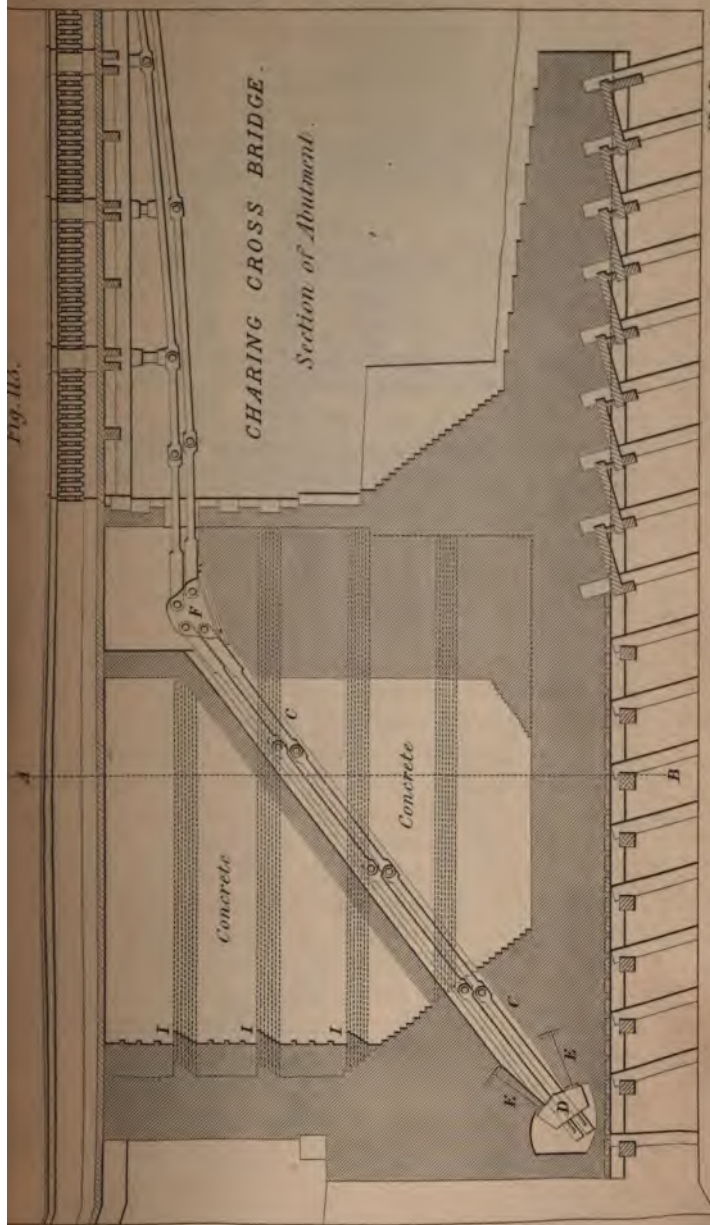 Fig. 115.
CHARING CROSS BRIDGE.
Section of Abutment.
A
F
C
Concrete
Concrete
B
I
I
I
C
E
E
D